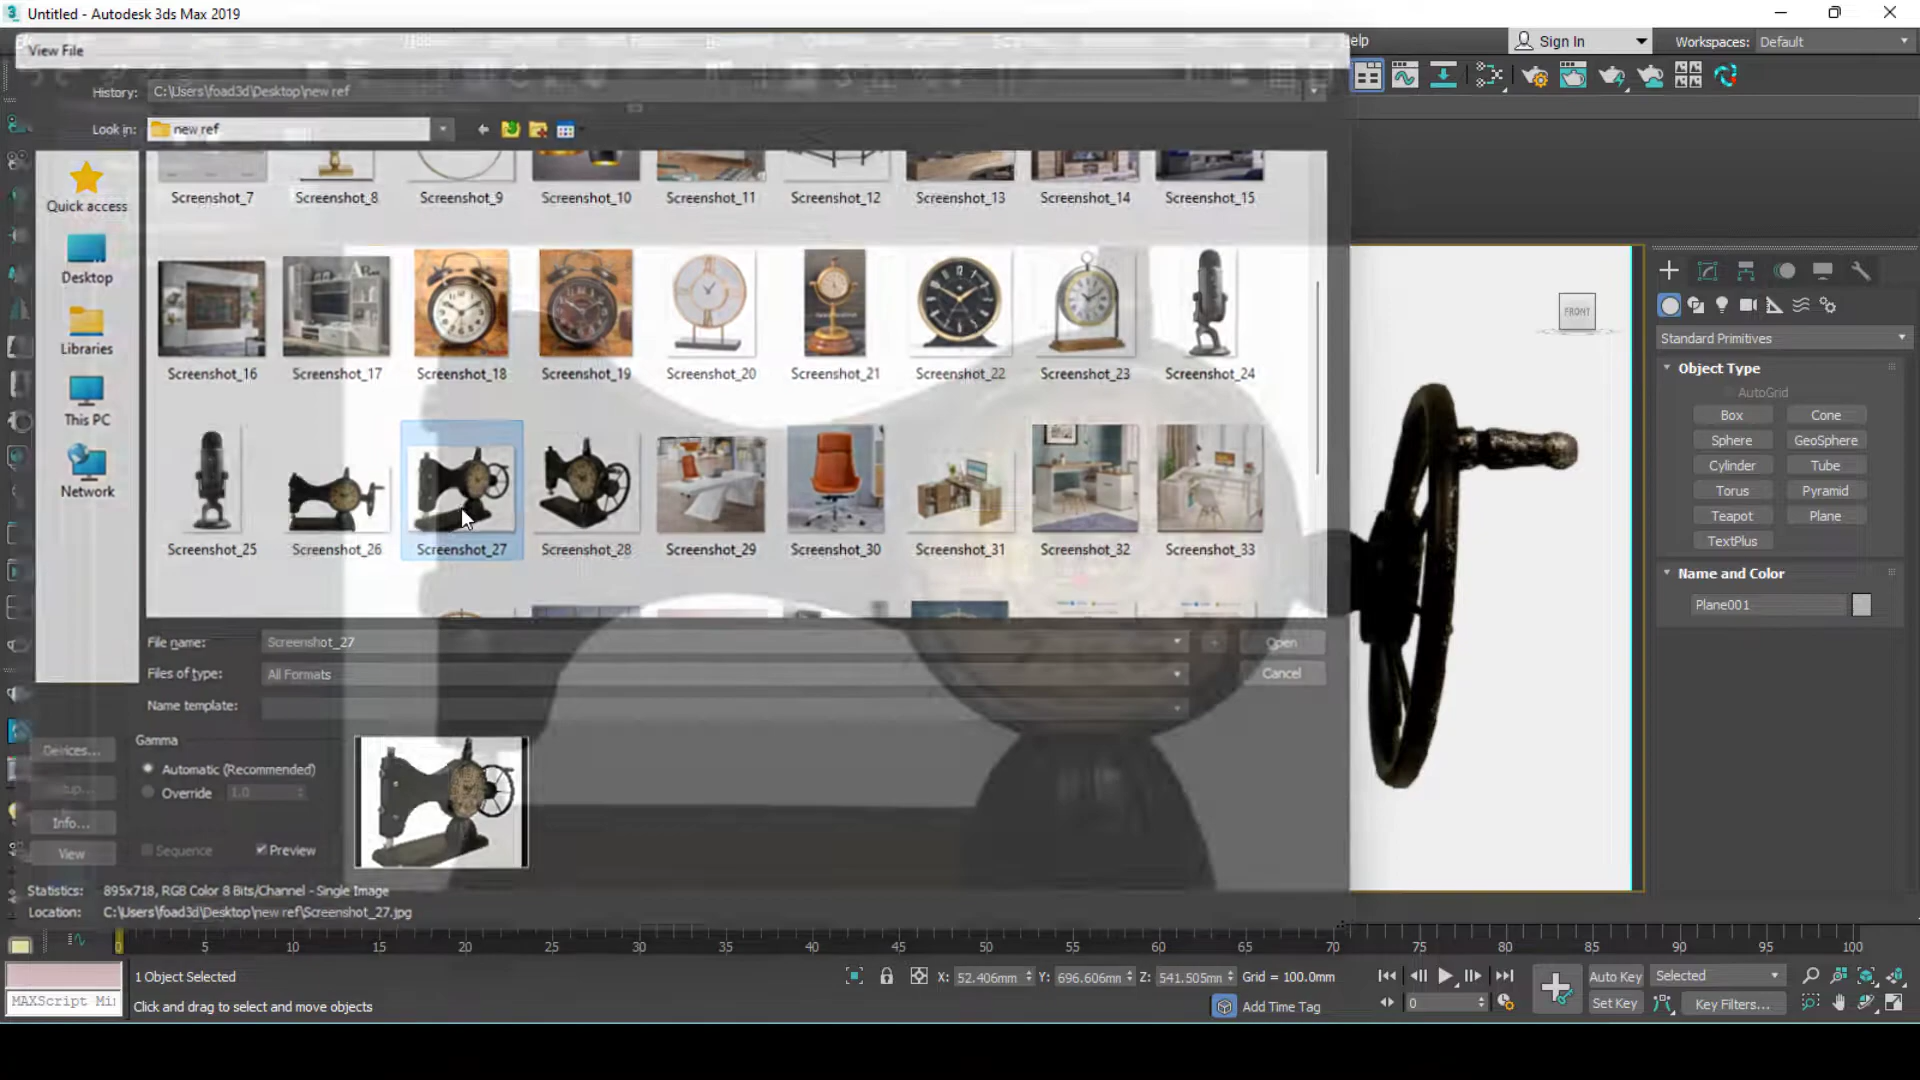 Untitled - Autodesk 3ds Max 2019
View File
elp
Sign In
Workspaces: Default
History: C:\Users\foad3d\Desktop\new ref
Look in: new ref
Quick access
Desktop
Libraries
This PC
Network
Screenshot_7 Screenshot_8 Screenshot_9 Screenshot_10 Screenshot_11 Screenshot_12 Screenshot_13 Screenshot_14 Screenshot_15
Screenshot_16 Screenshot_17 Screenshot_18 Screenshot_19 Screenshot_20 Screenshot_21 Screenshot_22 Screenshot_23 Screenshot_24
Screenshot_25 Screenshot_26 Screenshot_27 Screenshot_28 Screenshot_29 Screenshot_30 Screenshot_31 Screenshot_32 Screenshot_33
File name: Screenshot_27 + Open
Files of type: All Formats Cancel
Name template:
Gamma
Automatic (Recommended)
Override 1.0
Devices...
Setup...
Info...
View
Sequence Preview
Statistics: 895x718, RGB Color 8 Bits/Channel - Single Image
Location: C:\Users\foad3d\Desktop\new ref\Screenshot_27.jpg
FRONT
Standard Primitives
Object Type
AutoGrid
Box Cone
Sphere GeoSphere
Cylinder Tube
Torus Pyramid
Teapot Plane
TextPlus
Name and Color
Plane001
0 5 10 15 20 25 30 35 40 45 50 55 60 65 70 75 80 85 90 95 100
MAXScript Mi
1 Object Selected
Click and drag to select and move objects
X: 52.406mm Y: 696.606mm Z: 541.505mm Grid = 100.0mm
Add Time Tag
0
Auto Key Selected
Set Key Key Filters...